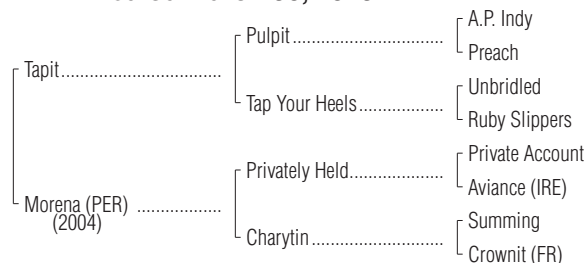 A.P. Indy
Pulpit
Preach
Tapit
Unbridled
Tap Your Heels
Ruby Slippers
Private Account
Privately Held
Aviance (IRE)
Morena (PER)
(2004)
Summing
Charytin
Crownit (FR)